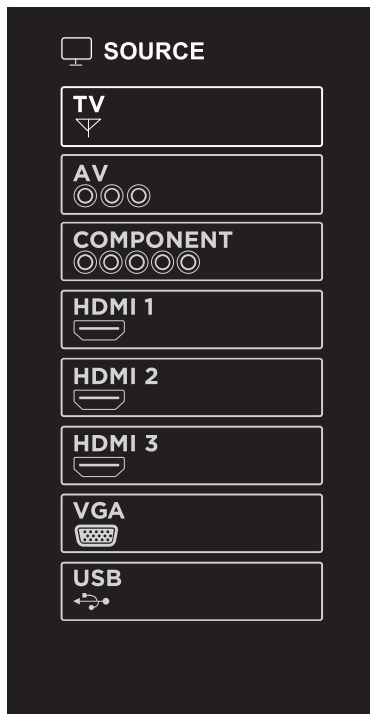 SOURCE
TV
AV
COMPONENT
HDMI 1
HDMI 2
HDMI 3
VGA
USB